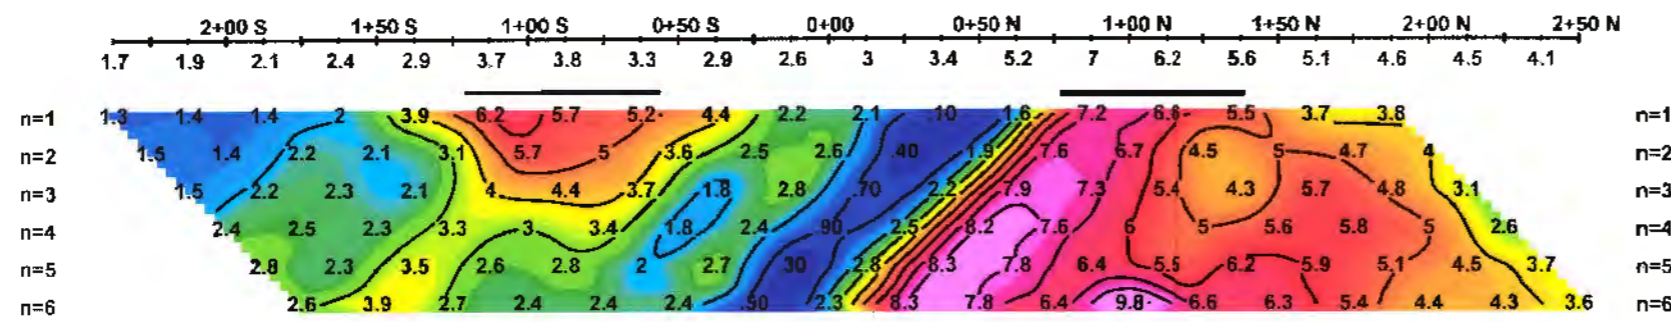 2+00 S 1+50 S 1+00 S 0+50 S 0+00 0+50 N 1+00 N 1+50 N 2+00 N 2+50 N
1.7 1.9 2.1 2.4 2.9 3.7 3.8 3.3 2.9 2.6 3 3.4 5.2 7 6.2 5.6 5.1 4.6 4.5 4.1
n=1 1.3 1.4 1.4 2 3.9 6.2 5.7 5.2 4.4 2.2 2.1 .10 1.6 7.2 6.6 5.5 3.7 3.8 n=1
n=2 1.5 1.4 2.2 2.1 3.1 5.7 5 3.6 2.5 2.6 .40 1.9 7.6 6.7 4.5 5 4.7 4 n=2
n=3 1.5 2.2 2.3 2.1 4 4.4 3.7 1.8 2.8 .70 2.2 7.9 7.3 5.4 4.3 5.7 4.8 3.1 n=3
n=4 2.4 2.5 2.3 3.3 3 3.4 1.8 2.4 .90 2.5 8.2 7.6 6 5 5.6 5.8 5 2.6 n=4
n=5 2.8 2.3 3.5 2.6 2.8 2 2.7 .30 2.8 8.3 7.8 6.4 5.5 6.2 5.9 5.1 4.5 3.7 n=5
n=6 2.6 3.9 2.7 2.4 2.4 2.4 .50 2.3 8.3 7.8 6.4 9.8 6.6 6.3 5.4 4.4 4.3 3.6 n=6